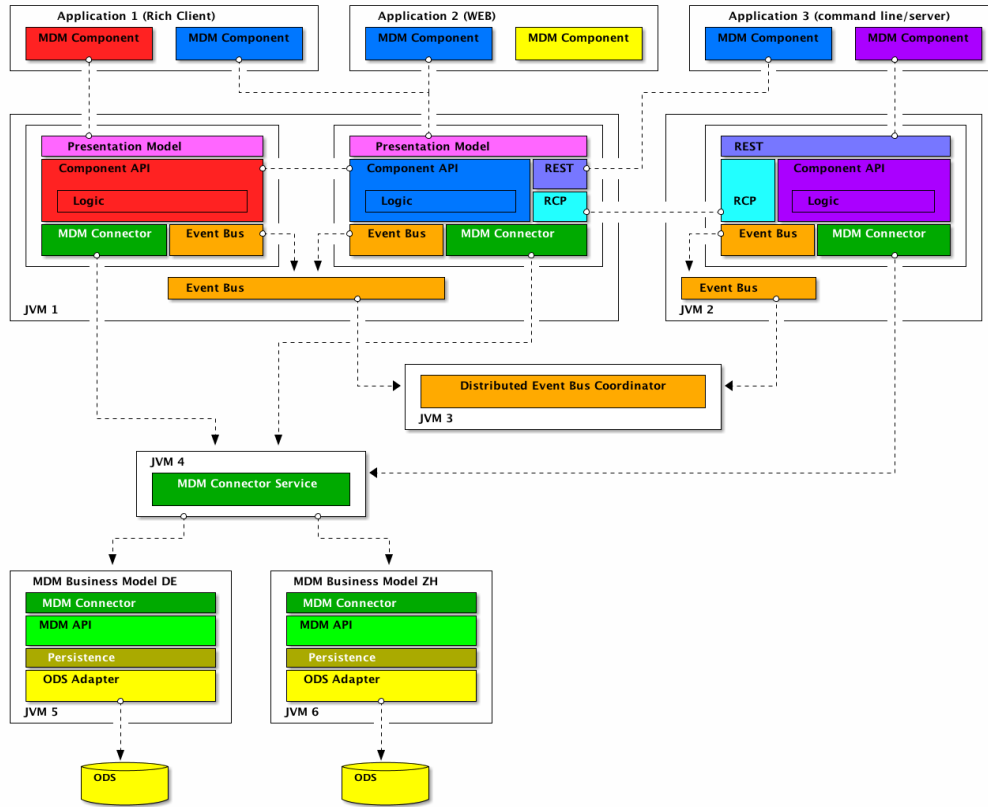 Application 1 (Rich Client)
MDM Component
MDM Component
Application 2 (WEB)
MDM Component
MDM Component
Application 3 (command line/server)
MDM Component
MDM Component
Presentation Model
Component API
Logic
MDM Connector
Event Bus
Presentation Model
Component API
REST
Logic
RCP
Event Bus
MDM Connector
Event Bus
JVM 1
REST
Component API
RCP
Logic
Event Bus
MDM Connector
Event Bus
JVM 2
Distributed Event Bus Coordinator
JVM 3
JVM 4
MDM Connector Service
MDM Business Model DE
MDM Connector
MDM API
Persistence
ODS Adapter
JVM 5
MDM Business Model ZH
MDM Connector
MDM API
Persistence
ODS Adapter
JVM 6
ODS
ODS